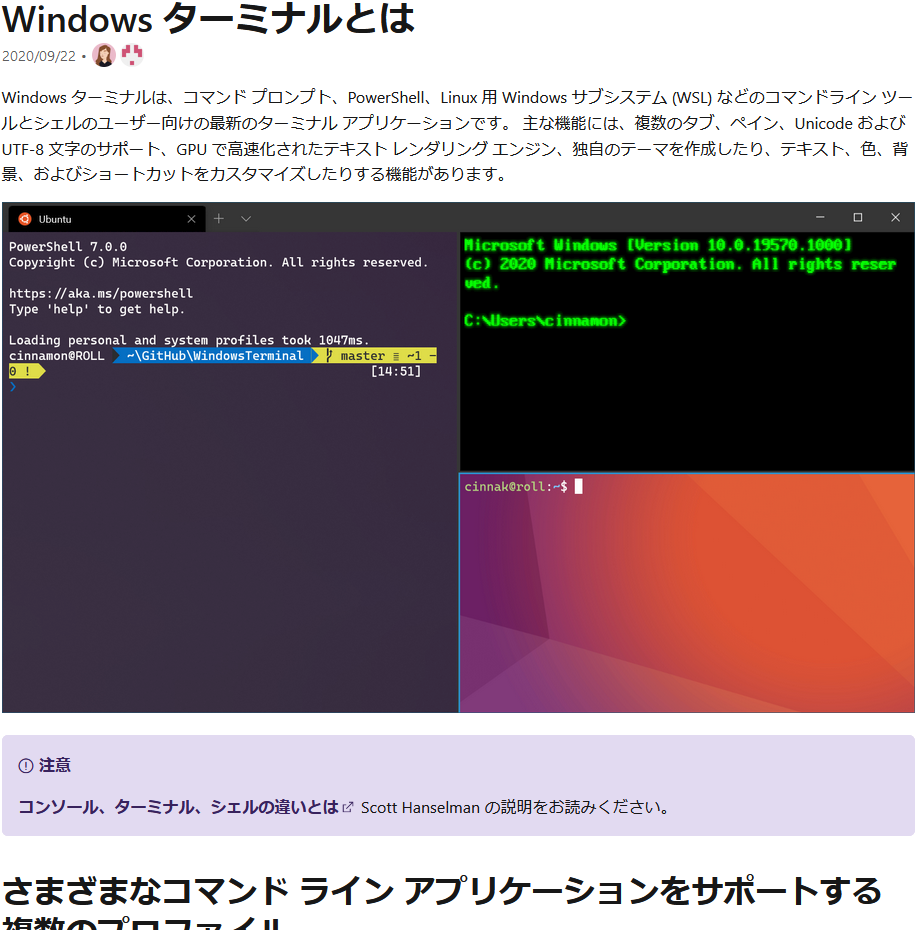 Windows ターミナルとは
2020/09/22 •
Windows ターミナルは、コマンド プロンプト、PowerShell、Linux 用 Windows サブシステム (WSL) などのコマンドライン ツー
ルとシェルのユーザー向けの最新のターミナル アプリケーションです。 主な機能には、複数のタブ、ペイン、Unicode および
UTF-8 文字のサポート、GPU で高速化されたテキスト レンダリング エンジン、独自のテーマを作成したり、テキスト、色、背
景、およびショートカットをカスタマイズしたりする機能があります。
Ubuntu
PowerShell 7.0.0
Copyright (c) Microsoft Corporation. All rights reserved.
https://aka.ms/powershell
Type 'help' to get help.
Loading personal and system profiles took 1047ms.
cinnamon@ROLL ~\GitHub\WindowsTerminal master ≡ ~1 -
0 ! [14:51]
❯
Microsoft Windows [Version 10.0.19570.1000]
(c) 2020 Microsoft Corporation. All rights reser
ved.
C:\Users\cinnamon>
cinnak@roll:~$
注意
コンソール、ターミナル、シェルの違いとは Scott Hanselman の説明をお読みください。
さまざまなコマンド ライン アプリケーションをサポートする
複数のプロファイル